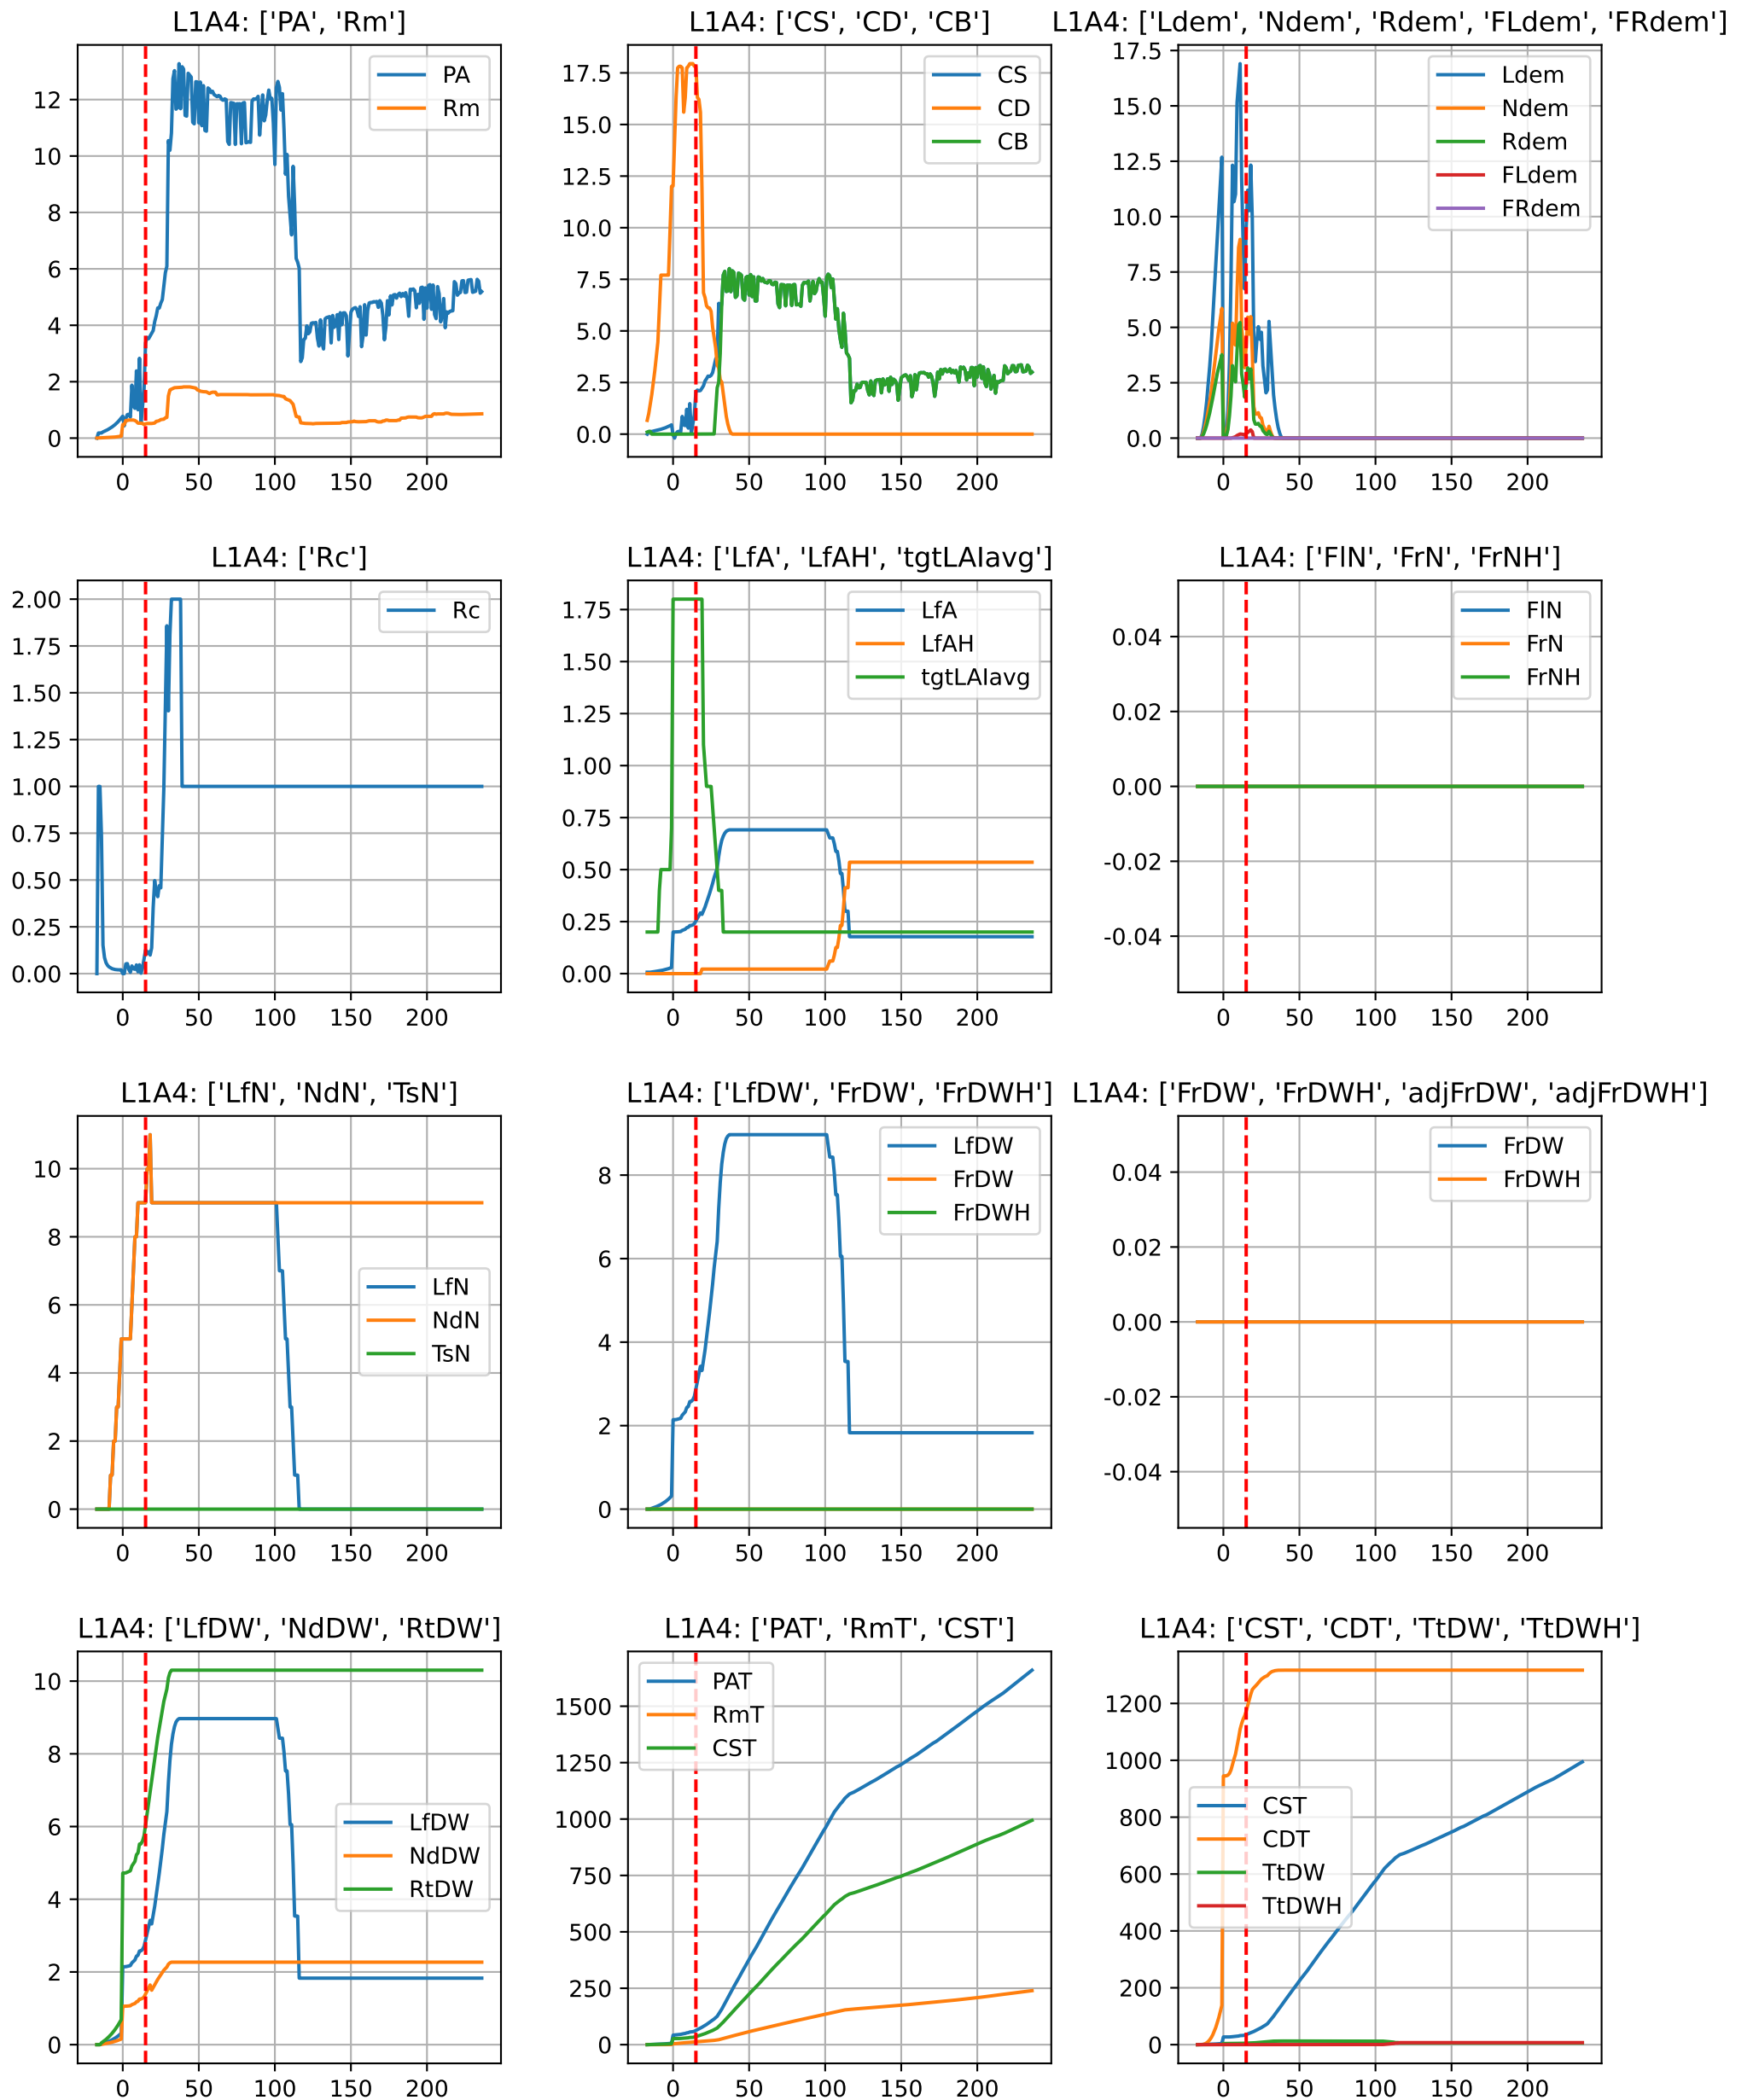 L1A4: ['PA', 'Rm']
PA
Rm
12
10
8
6
4
2
0
0 50 100 150 200
L1A4: ['CS', 'CD', 'CB']
CS
CD
CB
17.5
15.0
12.5
10.0
7.5
5.0
2.5
0.0
0 50 100 150 200
L1A4: ['Ldem', 'Ndem', 'Rdem', 'FLdem', 'FRdem']
Ldem
Ndem
Rdem
FLdem
FRdem
17.5
15.0
12.5
10.0
7.5
5.0
2.5
0.0
0 50 100 150 200
L1A4: ['Rc']
Rc
2.00
1.75
1.50
1.25
1.00
0.75
0.50
0.25
0.00
0 50 100 150 200
L1A4: ['LfA', 'LfAH', 'tgtLAIavg']
LfA
LfAH
tgtLAIavg
1.75
1.50
1.25
1.00
0.75
0.50
0.25
0.00
0 50 100 150 200
L1A4: ['FlN', 'FrN', 'FrNH']
FlN
FrN
FrNH
0.04
0.02
0.00
-0.02
-0.04
0 50 100 150 200
L1A4: ['LfN', 'NdN', 'TsN']
LfN
NdN
TsN
10
8
6
4
2
0
0 50 100 150 200
L1A4: ['LfDW', 'FrDW', 'FrDWH']
LfDW
FrDW
FrDWH
8
6
4
2
0
0 50 100 150 200
L1A4: ['FrDW', 'FrDWH', 'adjFrDW', 'adjFrDWH']
FrDW
FrDWH
0.04
0.02
0.00
-0.02
-0.04
0 50 100 150 200
L1A4: ['LfDW', 'NdDW', 'RtDW']
LfDW
NdDW
RtDW
10
8
6
4
2
0
0 50 100 150 200
L1A4: ['PAT', 'RmT', 'CST']
PAT
RmT
CST
1500
1250
1000
750
500
250
0
0 50 100 150 200
L1A4: ['CST', 'CDT', 'TtDW', 'TtDWH']
CST
CDT
TtDW
TtDWH
1200
1000
800
600
400
200
0
0 50 100 150 200